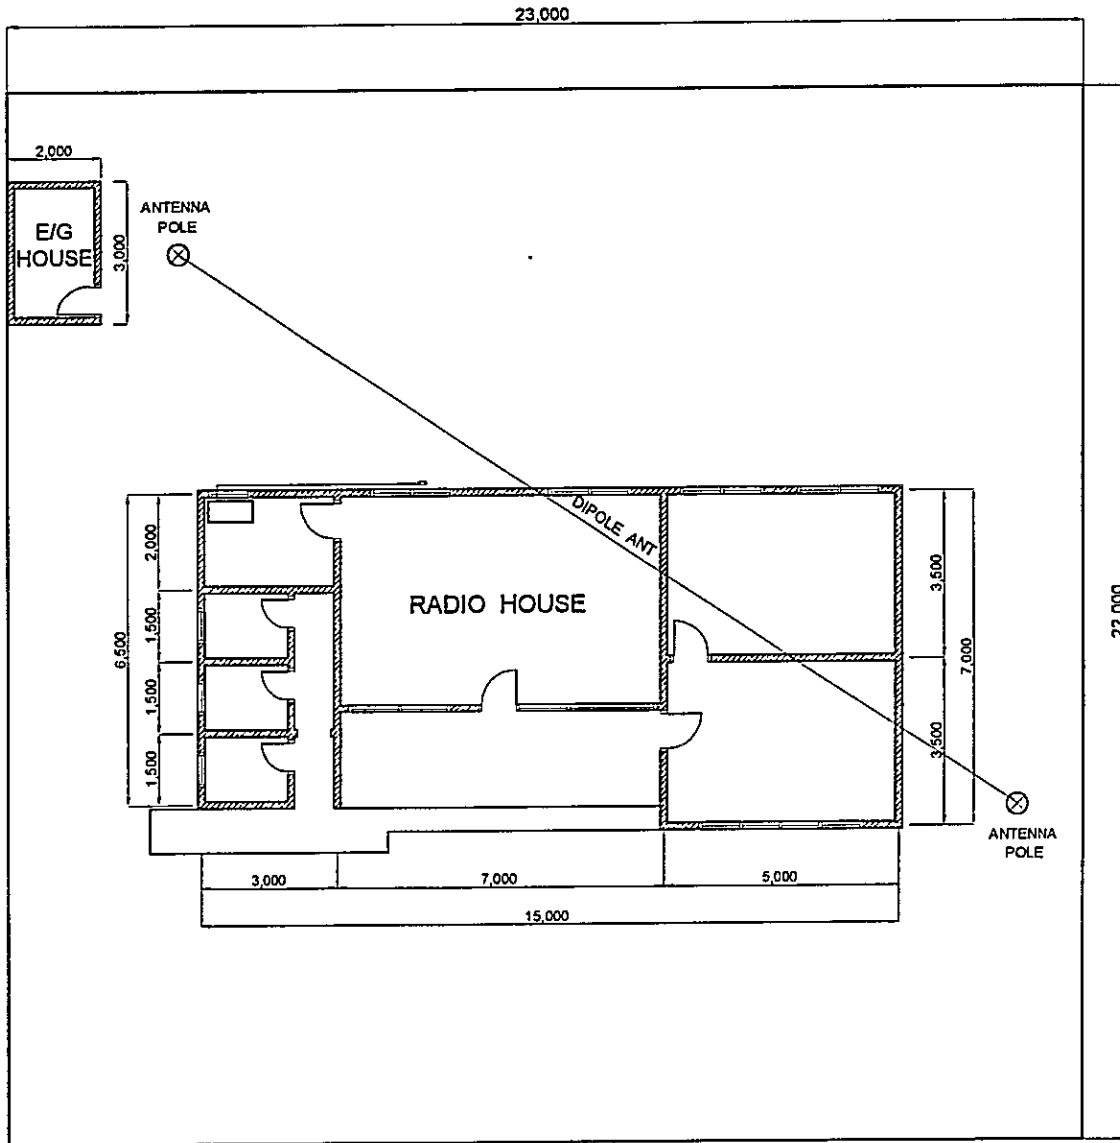 23,000
2,000
E/G
HOUSE
3,000
ANTENNA
POLE
22,000
DIPOLE ANT
RADIO HOUSE
6,500
2,000
1,500
1,500
1,500
3,500
3,500
7,000
ANTENNA
POLE
3,000
7,000
5,000
15,000